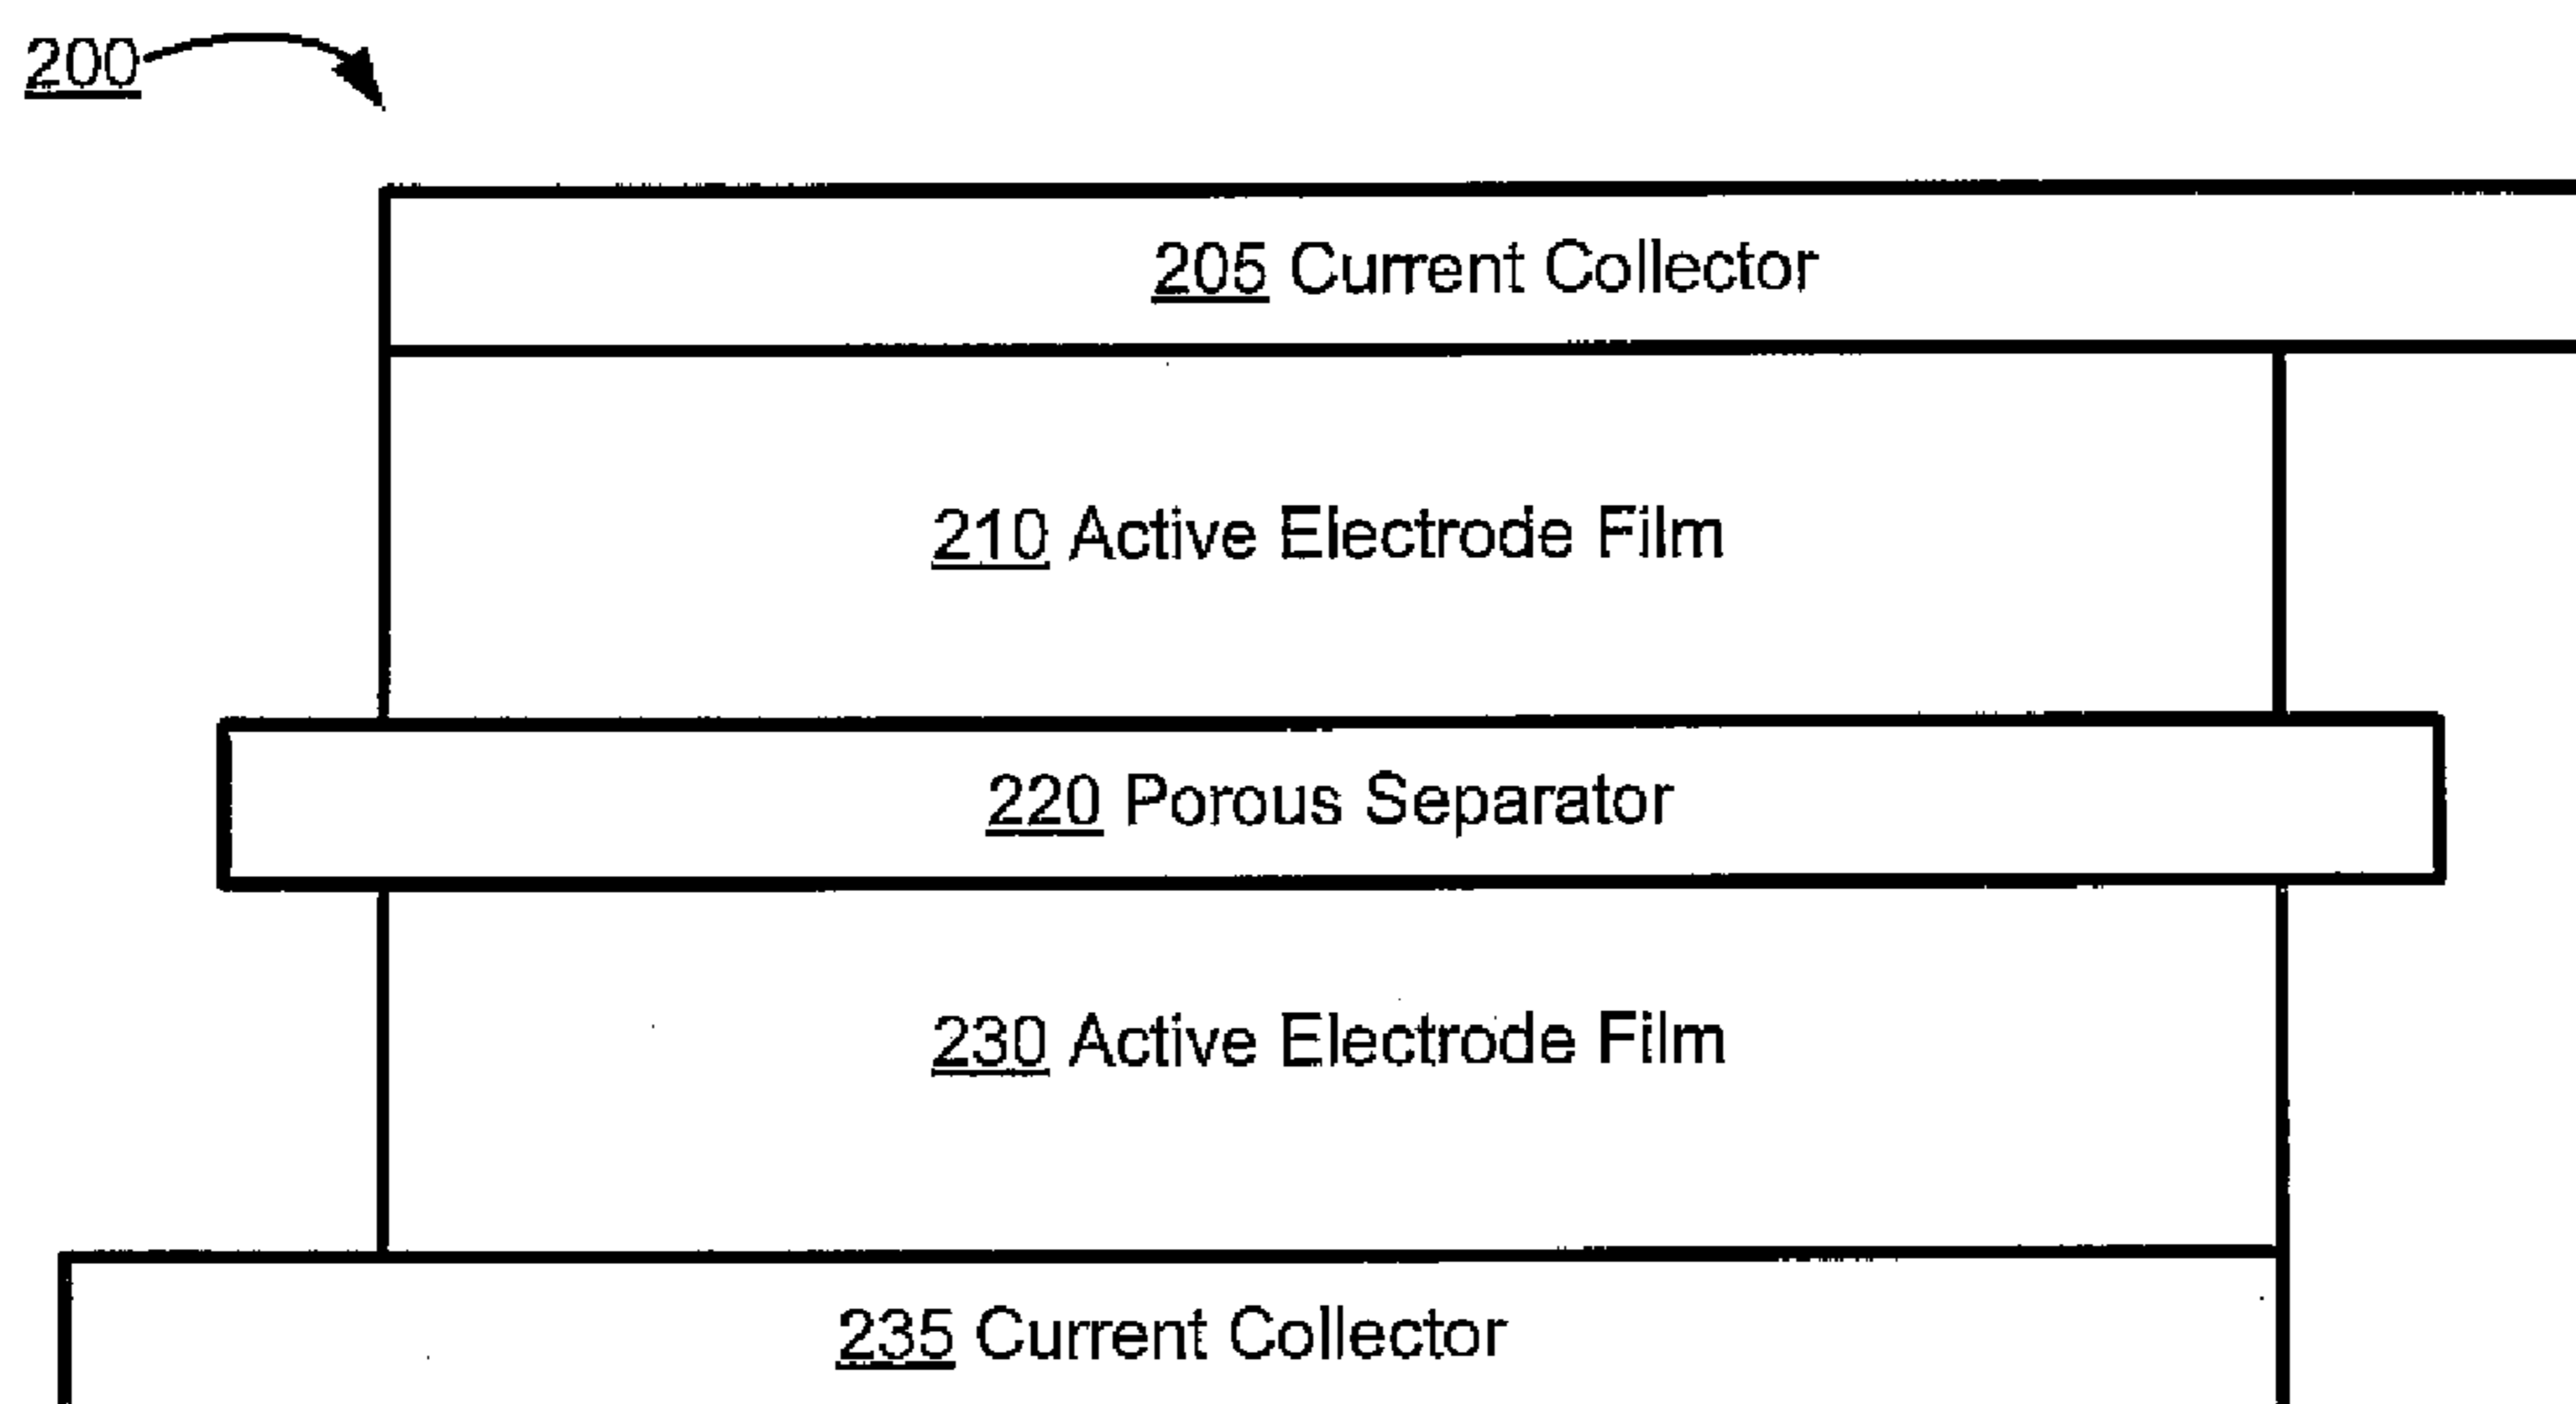 200
205 Current Collector
210 Active Electrode Film
220 Porous Separator
230 Active Electrode Film
235 Current Collector